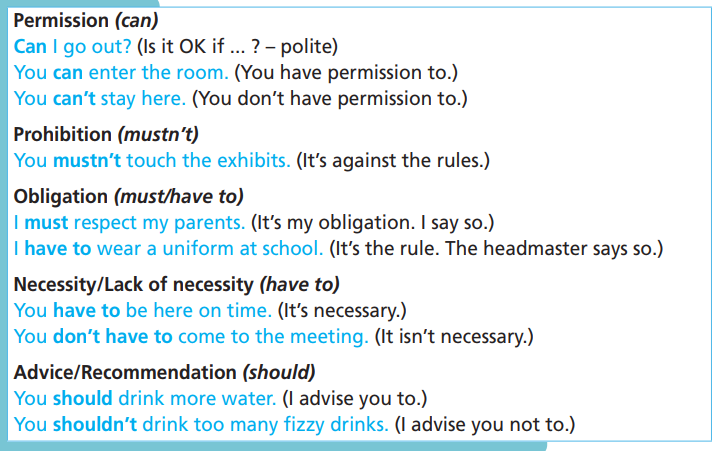 Permission (can)
Can I go out? (Is it OK if ... ? – polite)
You can enter the room. (You have permission to.)
You can't stay here. (You don't have permission to.)
Prohibition (mustn't)
You mustn't touch the exhibits. (It's against the rules.)
Obligation (must/have to)
I must respect my parents. (It's my obligation. I say so.)
I have to wear a uniform at school. (It's the rule. The headmaster says so.)
Necessity/Lack of necessity (have to)
You have to be here on time. (It's necessary.)
You don't have to come to the meeting. (It isn't necessary.)
Advice/Recommendation (should)
You should drink more water. (I advise you to.)
You shouldn't drink too many fizzy drinks. (I advise you not to.)